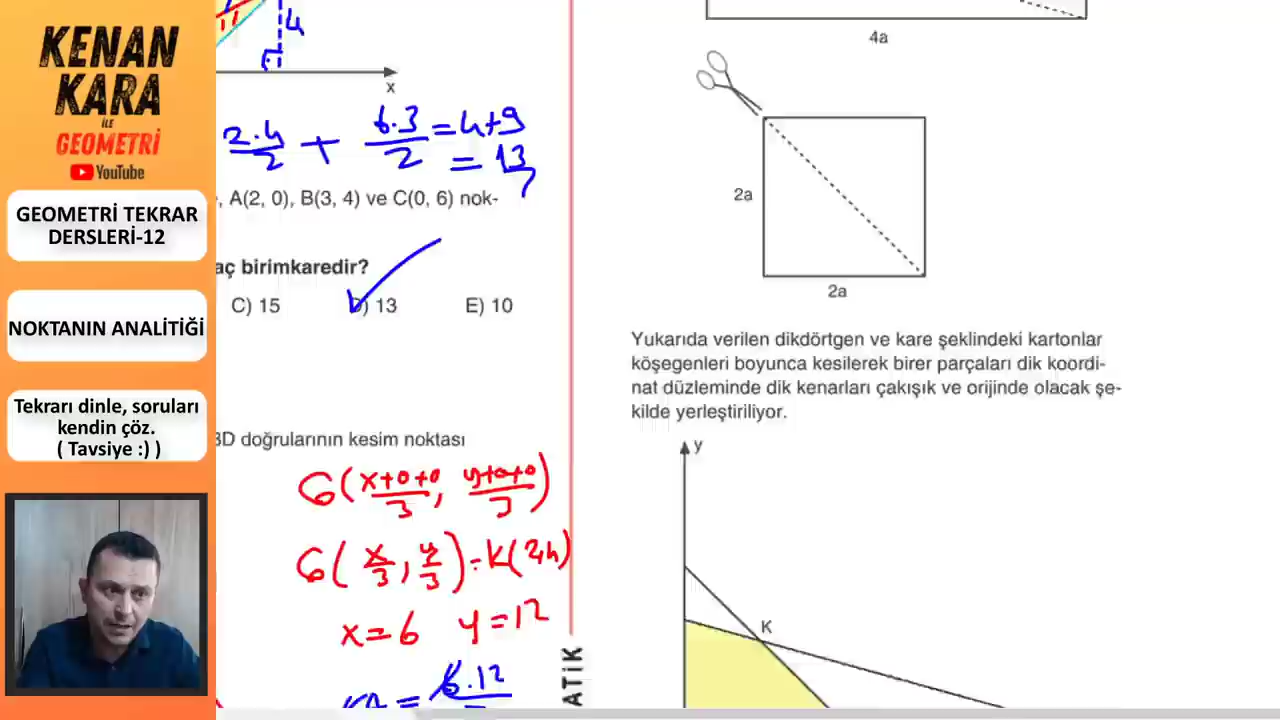 KENAN
KARA
İLE
GEOMETRİ
YouTube
GEOMETRİ TEKRAR
DERSLERİ-12
NOKTANIN ANALİTİĞİ
Tekrarı dinle, soruları
kendin çöz.
( Tavsiye :) )
4
x
2.4/2 + 6.3/2 = 4+9
= 13
, A(2, 0), B(3, 4) ve C(0, 6) nok-
aç birimkaredir?
C) 15 D) 13 E) 10
3D doğrularının kesim noktası
G(x+0+0/3, y+0+0/3)
G(x/3, y/3) = K(2,4)
x=6 y=12
= 6.12
ATİK
4a
2a
2a
Yukarıda verilen dikdörtgen ve kare şeklindeki kartonlar
köşegenleri boyunca kesilerek birer parçaları dik koordi-
nat düzleminde dik kenarları çakışık ve orijinde olacak şe-
kilde yerleştiriliyor.
y
K